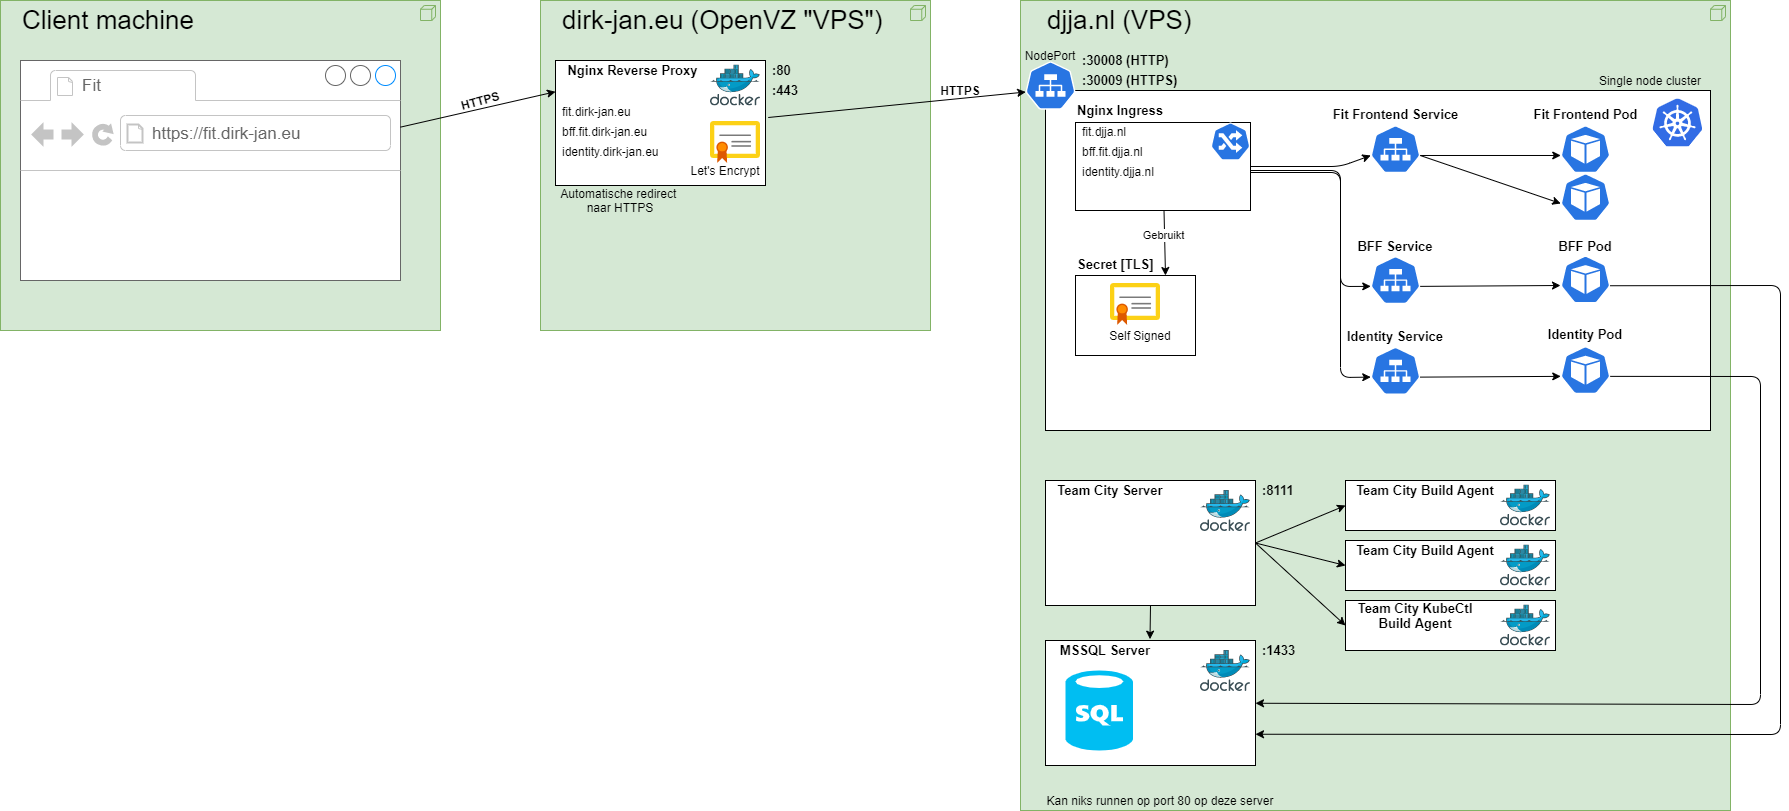 Client machine
Fit
https://fit.dirk-jan.eu
HTTPS
dirk-jan.eu (OpenVZ "VPS")
Nginx Reverse Proxy
docker
:80
:443
fit.dirk-jan.eu
bff.fit.dirk-jan.eu
identity.dirk-jan.eu
Let's Encrypt
Automatische redirect
naar HTTPS
HTTPS
djja.nl (VPS)
NodePort
:30008 (HTTP)
:30009 (HTTPS)
Single node cluster
Nginx Ingress
fit.djja.nl
bff.fit.djja.nl
identity.djja.nl
Gebruikt
Secret [TLS]
Self Signed
Fit Frontend Service
Fit Frontend Pod
BFF Service
BFF Pod
Identity Service
Identity Pod
Team City Server
docker
:8111
Team City Build Agent
docker
Team City Build Agent
docker
Team City KubeCtl
Build Agent
docker
MSSQL Server
docker
:1433
SQL
Kan niks runnen op port 80 op deze server